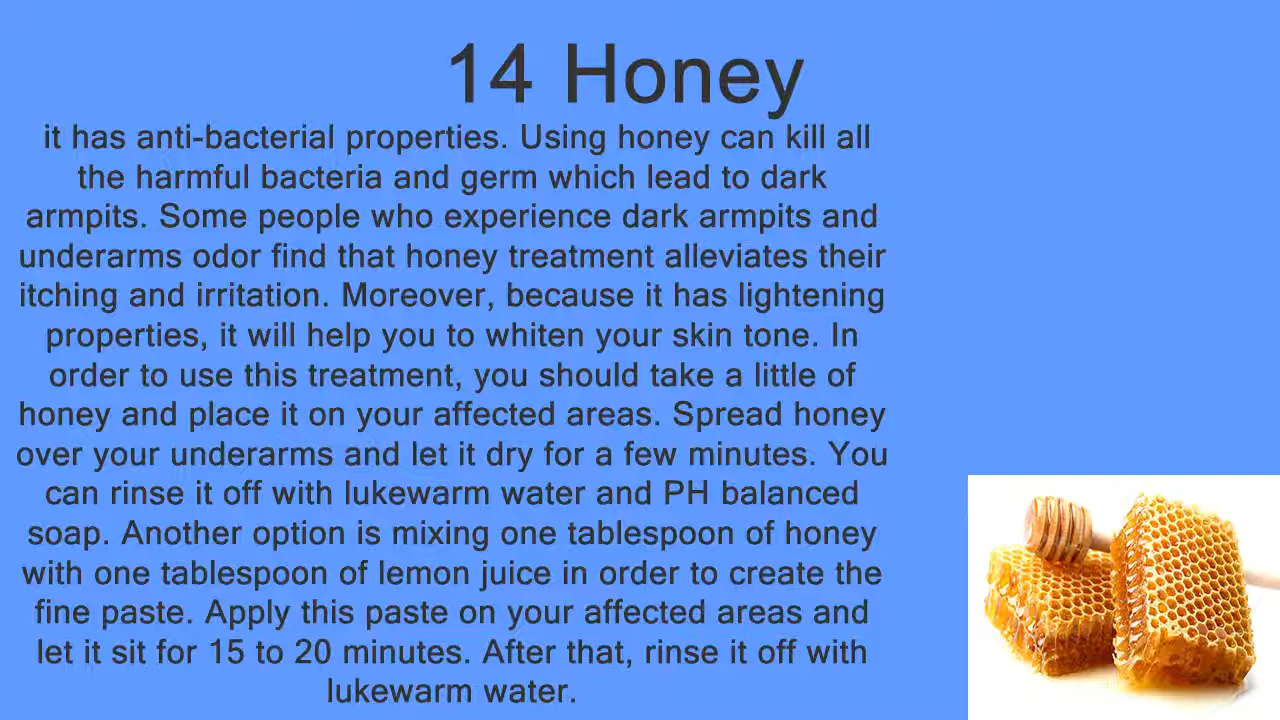 14 Honey
it has anti-bacterial properties. Using honey can kill all
the harmful bacteria and germ which lead to dark
armpits. Some people who experience dark armpits and
underarms odor find that honey treatment alleviates their
itching and irritation. Moreover, because it has lightening
properties, it will help you to whiten your skin tone. In
order to use this treatment, you should take a little of
honey and place it on your affected areas. Spread honey
over your underarms and let it dry for a few minutes. You
can rinse it off with lukewarm water and PH balanced
soap. Another option is mixing one tablespoon of honey
with one tablespoon of lemon juice in order to create the
fine paste. Apply this paste on your affected areas and
let it sit for 15 to 20 minutes. After that, rinse it off with
lukewarm water.